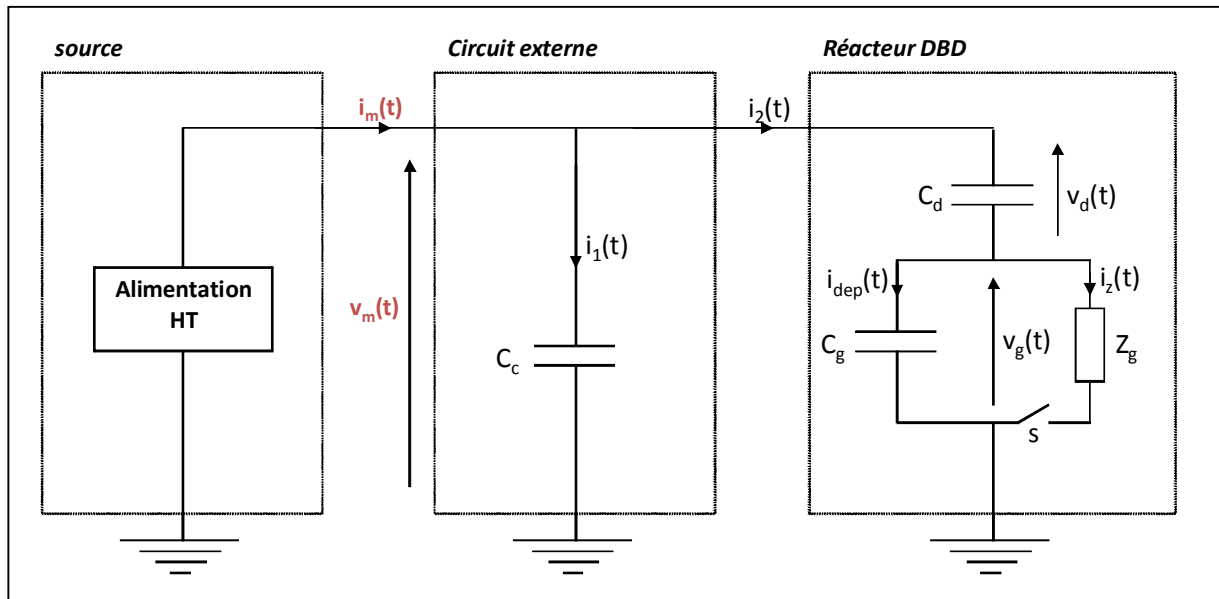 source
Circuit externe
Réacteur DBD
i_m(t)
i_2(t)
C_d
v_d(t)
i_1(t)
i_dep(t)
i_z(t)
Alimentation
HT
v_m(t)
C_c
C_g
v_g(t)
Z_g
s